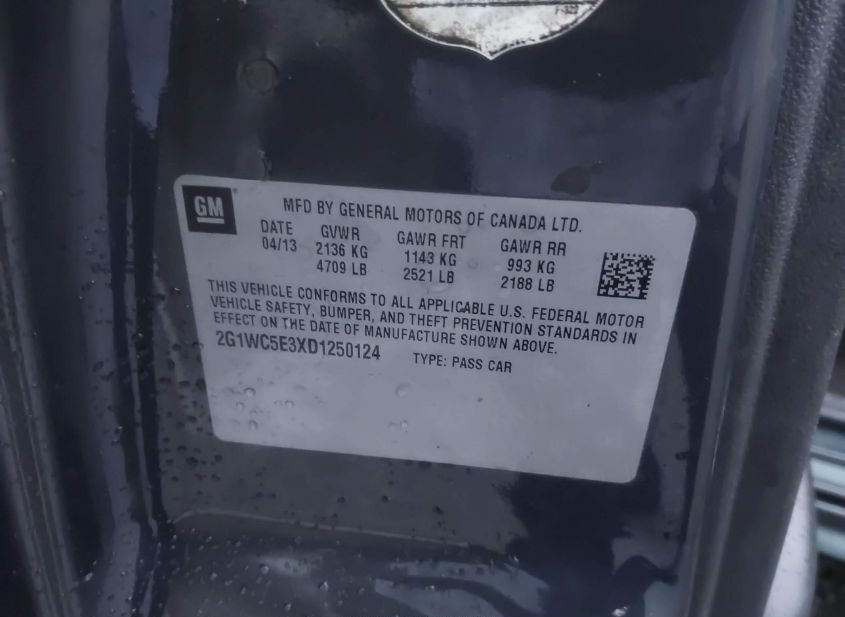 F-922
GM
MFD BY GENERAL MOTORS OF CANADA LTD.
DATE GVWR GAWR FRT GAWR RR
04/13 2136 KG 1143 KG 993 KG
4709 LB 2521 LB 2188 LB
THIS VEHICLE CONFORMS TO ALL APPLICABLE U.S. FEDERAL MOTOR
VEHICLE SAFETY, BUMPER, AND THEFT PREVENTION STANDARDS IN
EFFECT ON THE DATE OF MANUFACTURE SHOWN ABOVE.
2G1WC5E3XD1250124 TYPE: PASS CAR